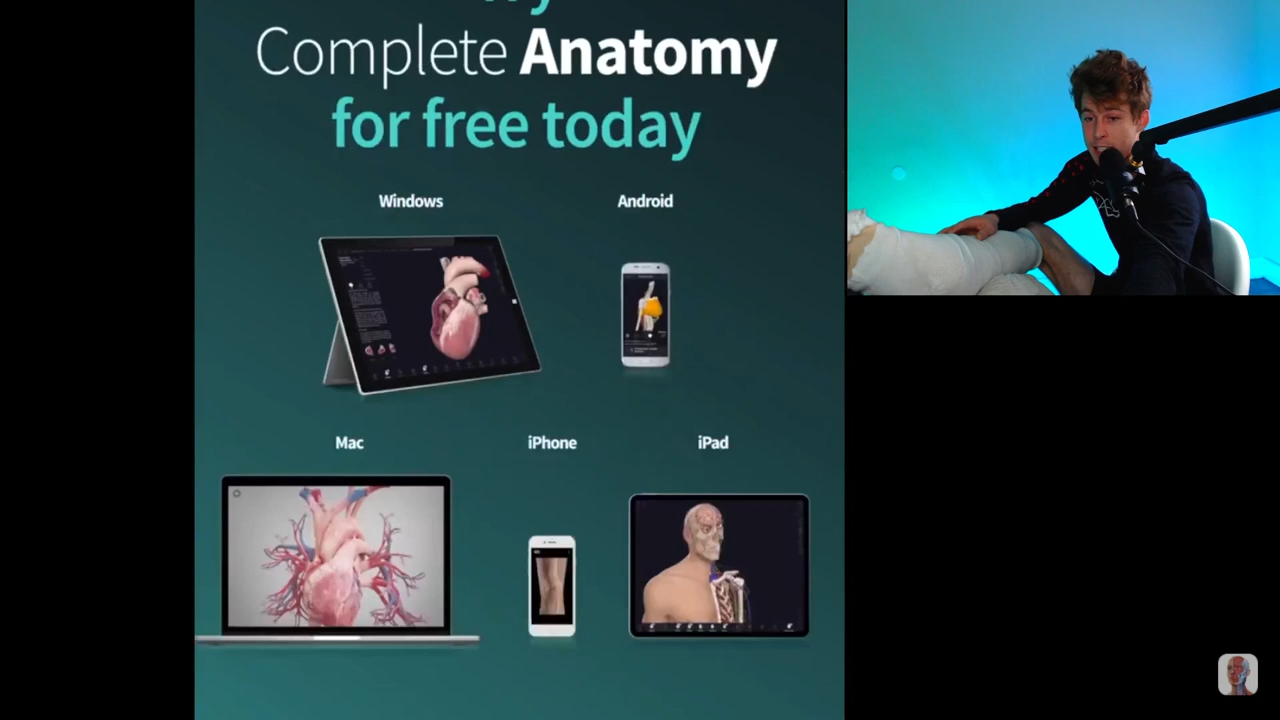 Complete Anatomy
for free today
Windows
Android
Mac
iPhone
iPad